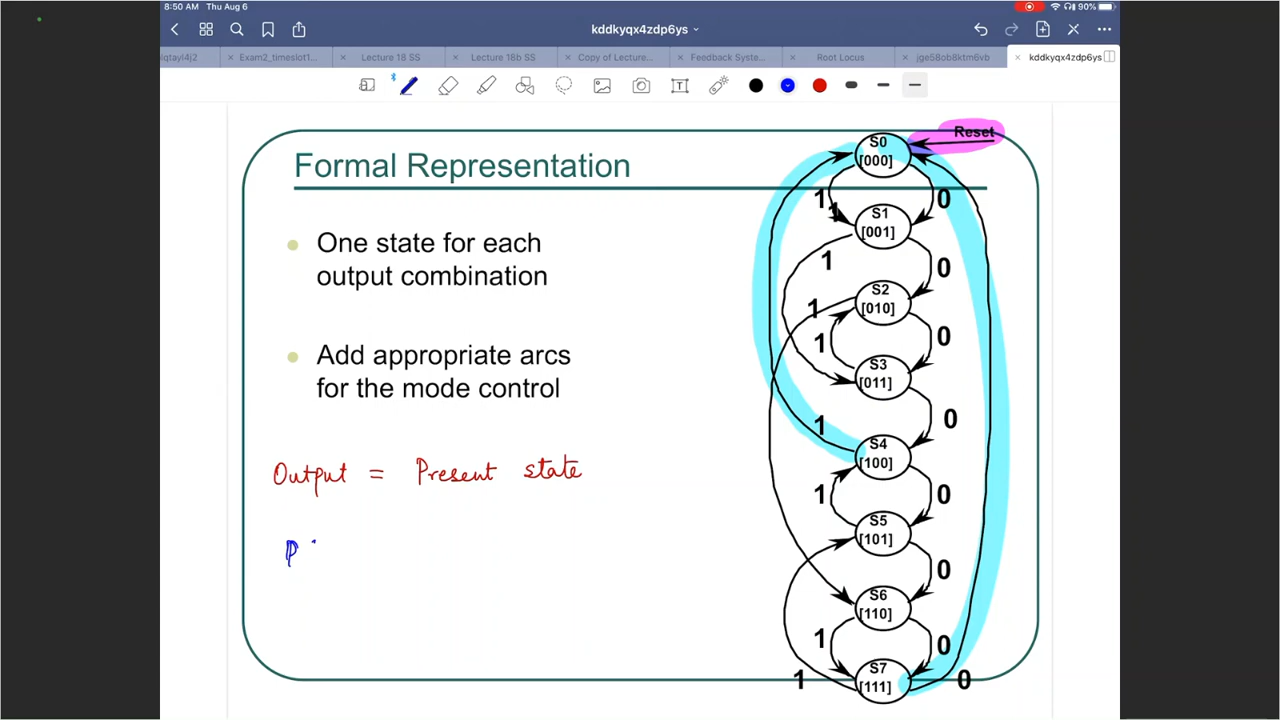 8:50 AM Thu Aug 6
90%
kddkyqx4zdp6ys
lqtayl4j2
Exam2_timeslot1...
Lecture 18 SS
Lecture 18b SS
Copy of Lecture...
Feedback Syste...
Root Locus
jge58ob8ktm6vb
kddkyqx4zdp6ys
Formal Representation
One state for each
output combination
Add appropriate arcs
for the mode control
Output = Present state
P
Reset
S0
[000]
1
0
1
S1
[001]
1
0
S2
[010]
1
0
1
S3
[011]
0
1
S4
[100]
1
0
S5
[101]
0
S6
[110]
1
0
S7
[111]
1
0